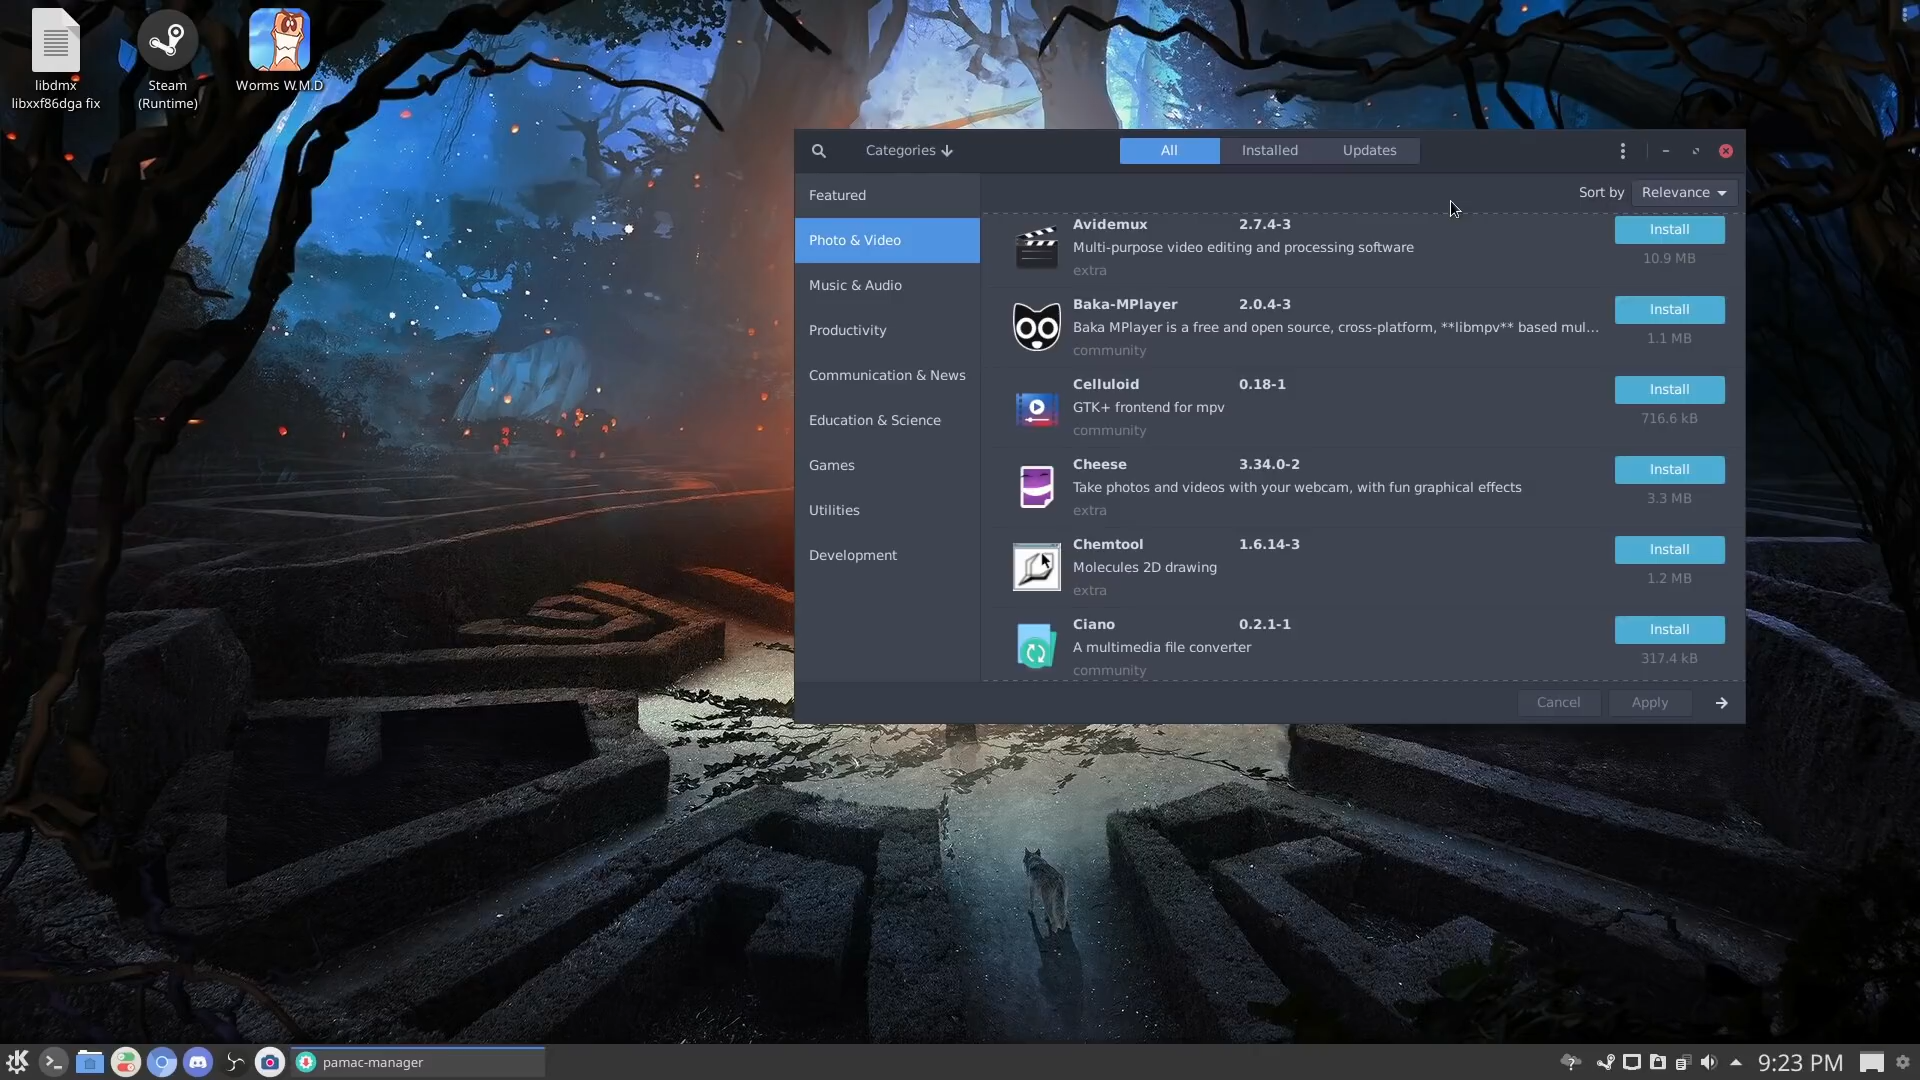 libdmx
libxxf86dga fix
Steam
(Runtime)
Worms W.M.D
Categories
All
Installed
Updates
Featured
Photo & Video
Music & Audio
Productivity
Communication & News
Education & Science
Games
Utilities
Development
Sort by
Relevance
Avidemux 2.7.4-3
Multi-purpose video editing and processing software
extra
Install
10.9 MB
Baka-MPlayer 2.0.4-3
Baka MPlayer is a free and open source, cross-platform, **libmpv** based mul...
community
Install
1.1 MB
Celluloid 0.18-1
GTK+ frontend for mpv
community
Install
716.6 kB
Cheese 3.34.0-2
Take photos and videos with your webcam, with fun graphical effects
extra
Install
3.3 MB
Chemtool 1.6.14-3
Molecules 2D drawing
extra
Install
1.2 MB
Ciano 0.2.1-1
A multimedia file converter
community
Install
317.4 kB
Cancel
Apply
pamac-manager
9:23 PM